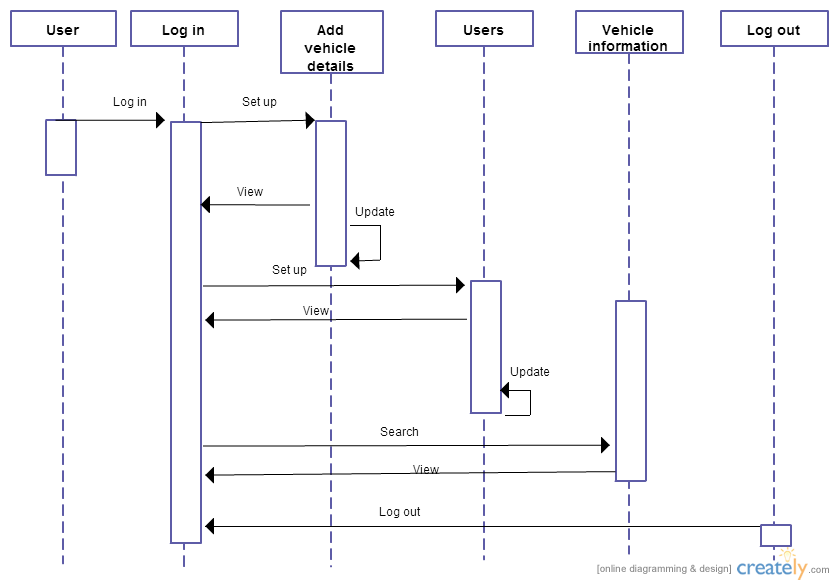 User
Log in
Add
vehicle
details
Users
Vehicle
information
Log out
Log in
Set up
View
Update
Set up
View
Update
Search
View
Log out
[online diagramming & design] creately.com